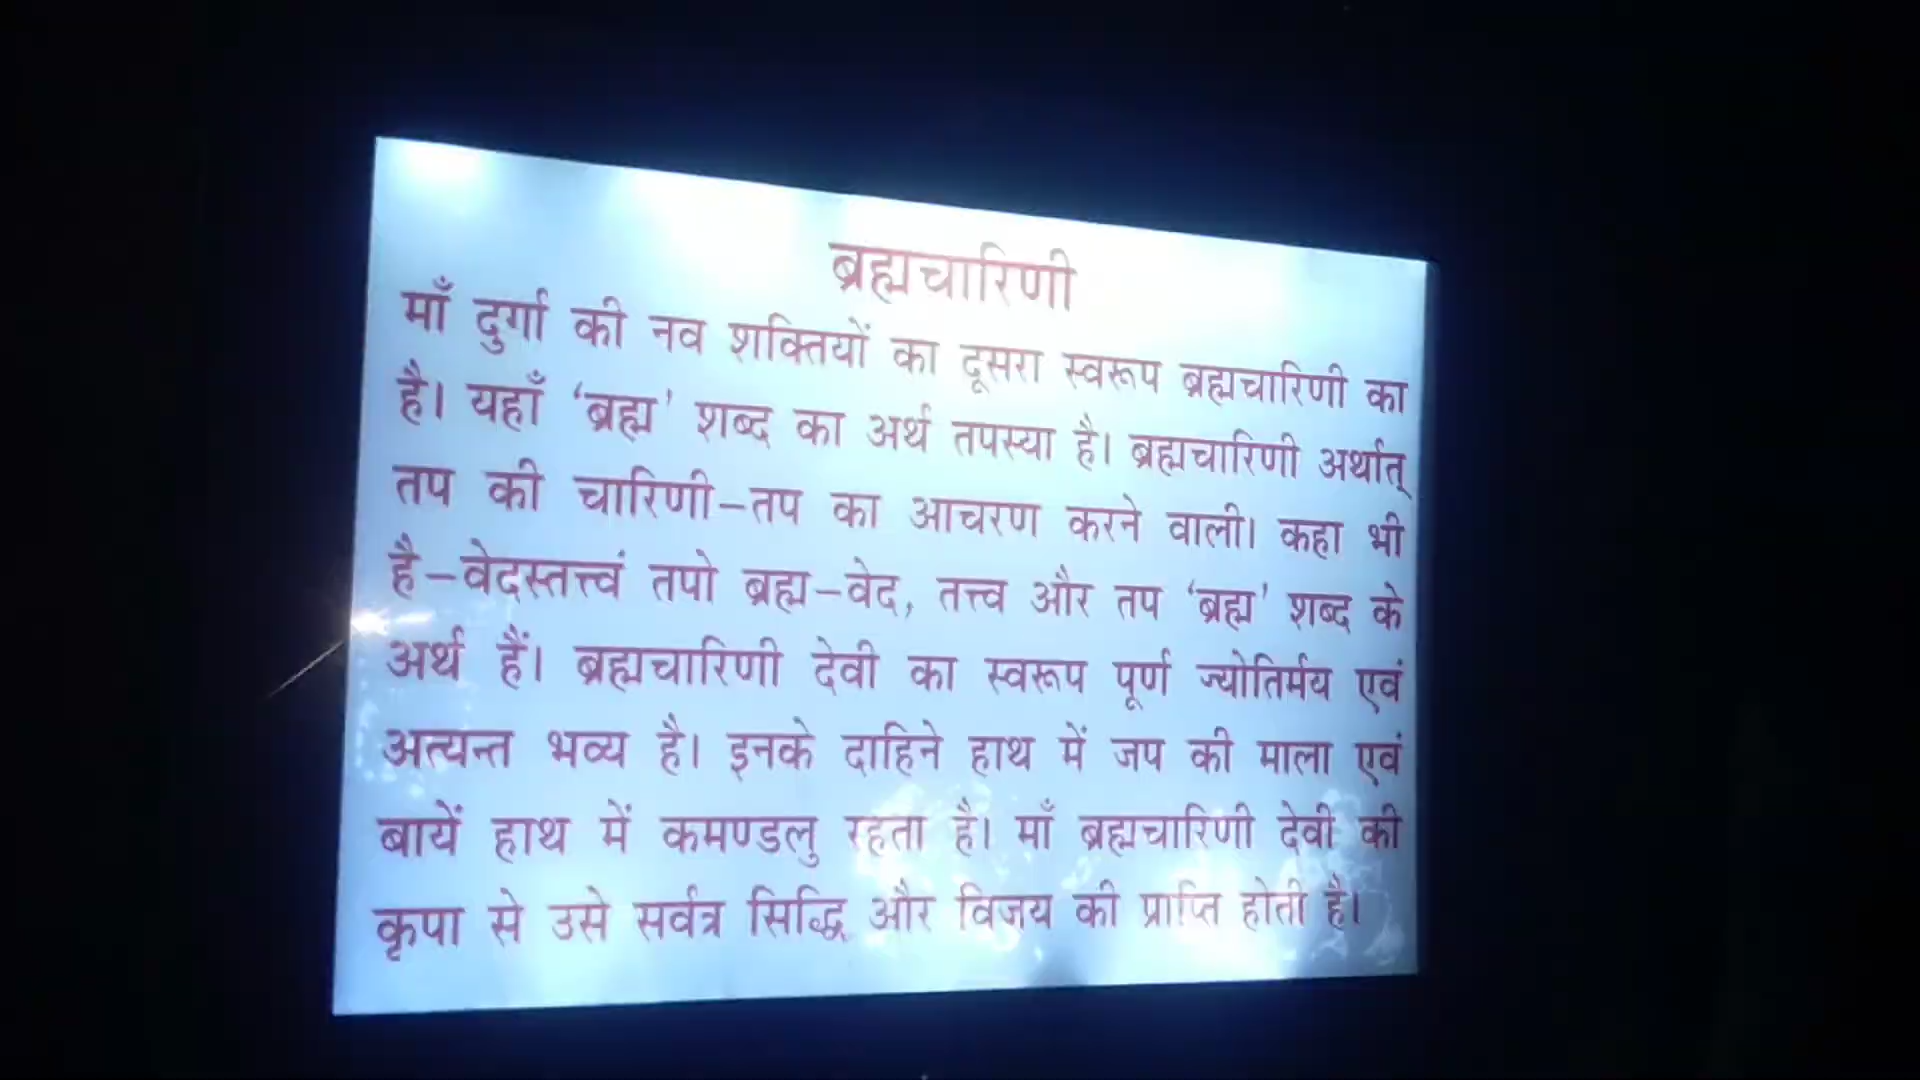 ब्रह्मचारिणी
माँ दुर्गा की नव शक्तियों का दूसरा स्वरूप ब्रह्मचारिणी का
है। यहाँ ‘ब्रह्म’ शब्द का अर्थ तपस्या है। ब्रह्मचारिणी अर्थात्
तप की चारिणी–तप का आचरण करने वाली। कहा भी
है–वेदस्तत्त्वं तपो ब्रह्म–वेद, तत्त्व और तप ‘ब्रह्म’ शब्द के
अर्थ हैं। ब्रह्मचारिणी देवी का स्वरूप पूर्ण ज्योतिर्मय एवं
अत्यन्त भव्य है। इनके दाहिने हाथ में जप की माला एवं
बायें हाथ में कमण्डलु रहता है। माँ ब्रह्मचारिणी देवी की
कृपा से उसे सर्वत्र सिद्धि और विजय की प्राप्ति होती है।